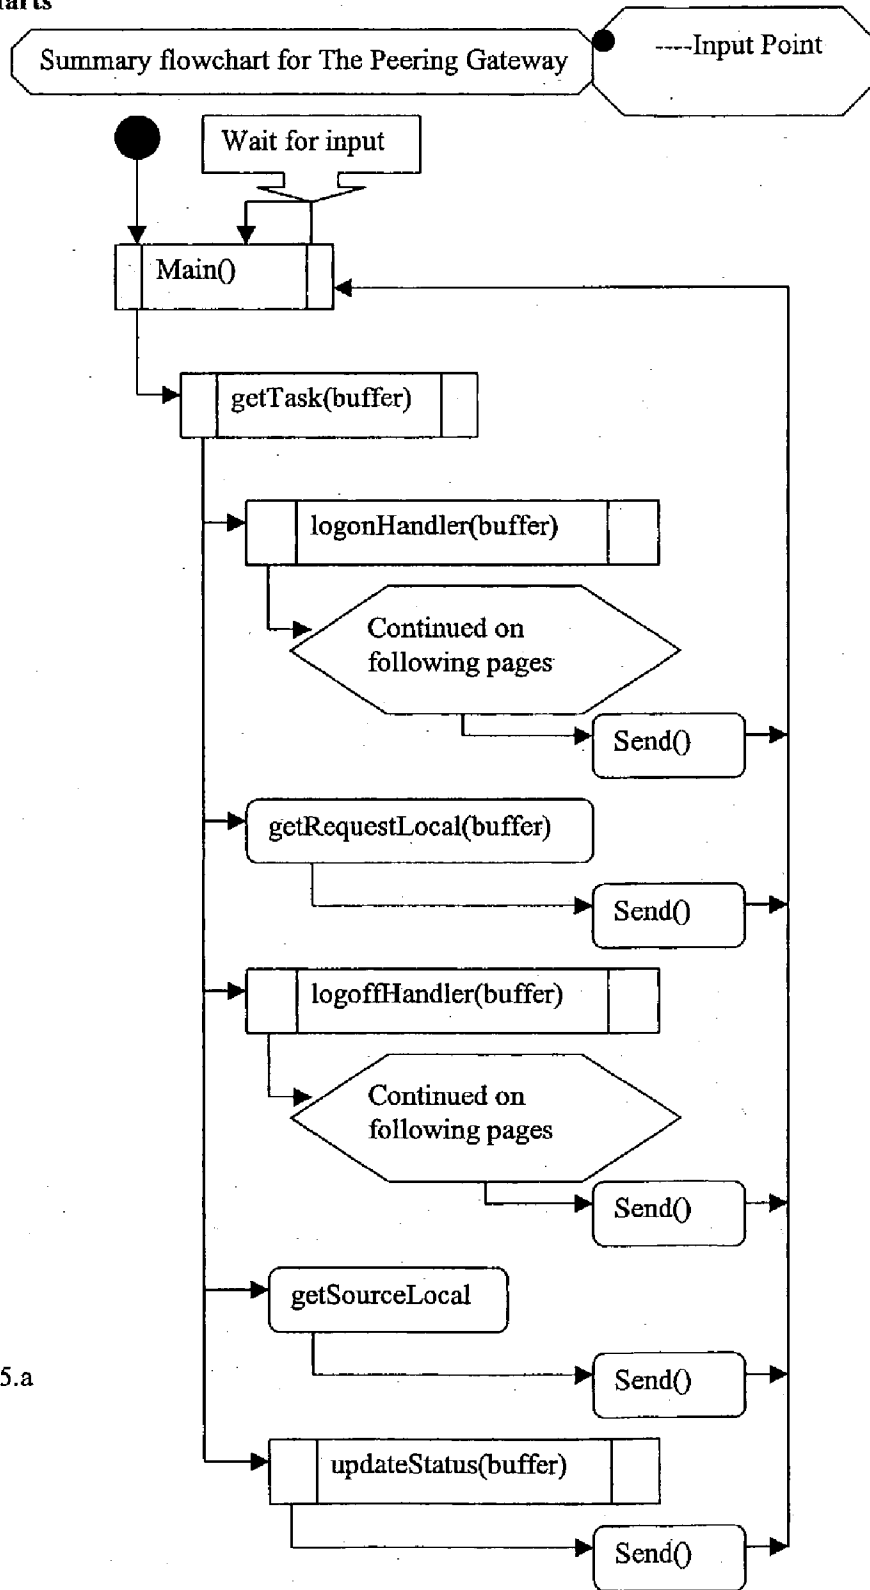 Summary flowchart for The Peering Gateway
----Input Point
Wait for input
Main()
getTask(buffer)
logonHandler(buffer)
Continued on
following pages
Send()
getRequestLocal(buffer)
Send()
logoffHandler(buffer)
Continued on
following pages
Send()
getSourceLocal
5.a
Send()
updateStatus(buffer)
Send()